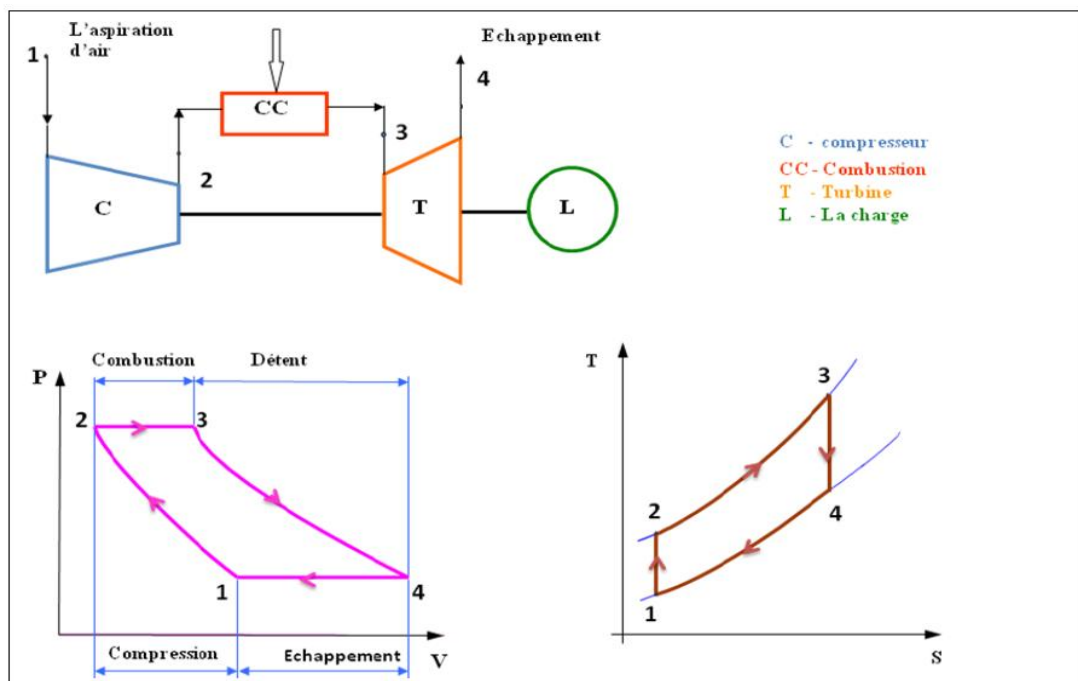 L'aspiration
d'air
1
Echappement
4
CC
3
2
C
T
L
C - compresseur
CC- Combustion
T - Turbine
L - La charge
Combustion
Détent
P
2
3
1
4
Compression
Echappement
V
T
3
2
4
1
S